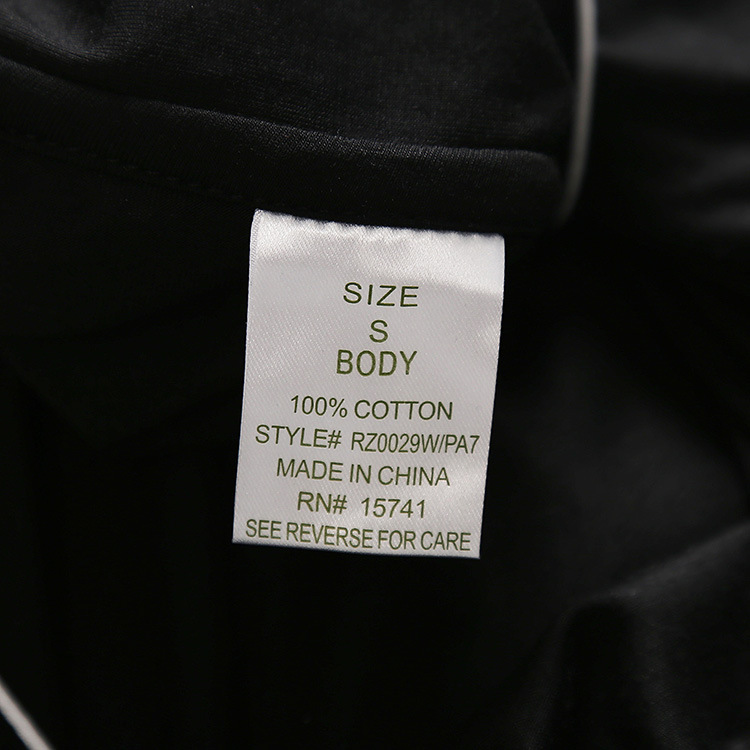 SIZE
S
BODY
100% COTTON
STYLE# RZ0029W/PA7
MADE IN CHINA
RN# 15741
SEE REVERSE FOR CARE